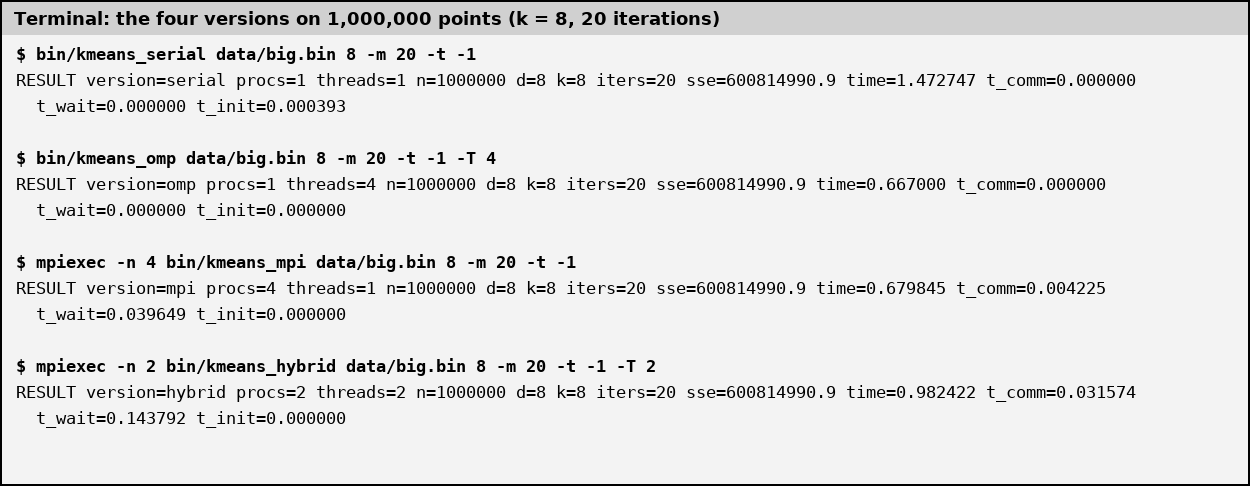 Terminal: the four versions on 1,000,000 points (k = 8, 20 iterations)
$ bin/kmeans_serial data/big.bin 8 -m 20 -t -1
RESULT version=serial procs=1 threads=1 n=1000000 d=8 k=8 iters=20 sse=600814990.9 time=1.472747 t_comm=0.000000
t_wait=0.000000 t_init=0.000393
$ bin/kmeans_omp data/big.bin 8 -m 20 -t -1 -T 4
RESULT version=omp procs=1 threads=4 n=1000000 d=8 k=8 iters=20 sse=600814990.9 time=0.667000 t_comm=0.000000
t_wait=0.000000 t_init=0.000000
$ mpiexec -n 4 bin/kmeans_mpi data/big.bin 8 -m 20 -t -1
RESULT version=mpi procs=4 threads=1 n=1000000 d=8 k=8 iters=20 sse=600814990.9 time=0.679845 t_comm=0.004225
t_wait=0.039649 t_init=0.000000
$ mpiexec -n 2 bin/kmeans_hybrid data/big.bin 8 -m 20 -t -1 -T 2
RESULT version=hybrid procs=2 threads=2 n=1000000 d=8 k=8 iters=20 sse=600814990.9 time=0.982422 t_comm=0.031574
t_wait=0.143792 t_init=0.000000